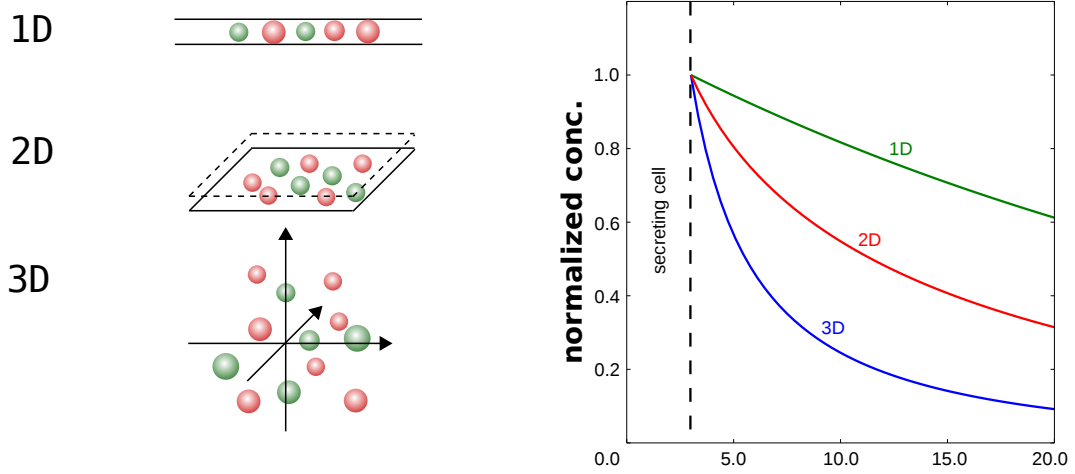 1D
2D
3D
normalized conc.
1.0
0.8
0.6
0.4
0.2
secreting cell
1D
2D
3D
0.0
5.0
10.0
15.0
20.0